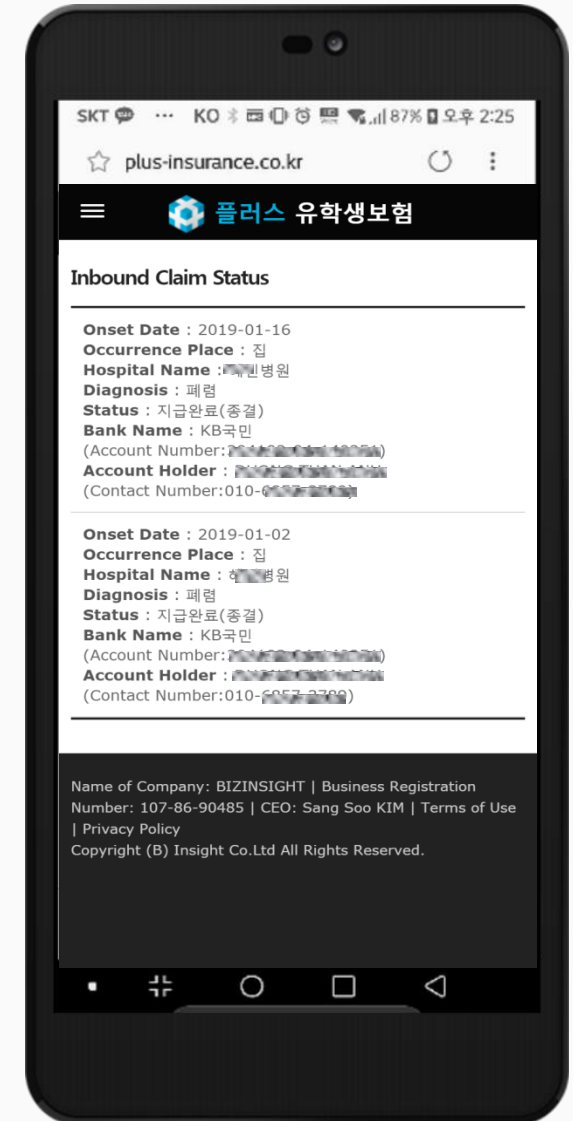 SKT ... KO 87% 오후 2:25
plus-insurance.co.kr
플러스 유학생보험
Inbound Claim Status
Onset Date : 2019-01-16
Occurrence Place : 집
Hospital Name : 병원
Diagnosis : 폐렴
Status : 지급완료(종결)
Bank Name : KB국민
(Account Number: )
Account Holder :
(Contact Number:010- )
Onset Date : 2019-01-02
Occurrence Place : 집
Hospital Name : 병원
Diagnosis : 폐렴
Status : 지급완료(종결)
Bank Name : KB국민
(Account Number: )
Account Holder :
(Contact Number:010- )
Name of Company: BIZINSIGHT | Business Registration
Number: 107-86-90485 | CEO: Sang Soo KIM | Terms of Use
| Privacy Policy
Copyright (B) Insight Co.Ltd All Rights Reserved.